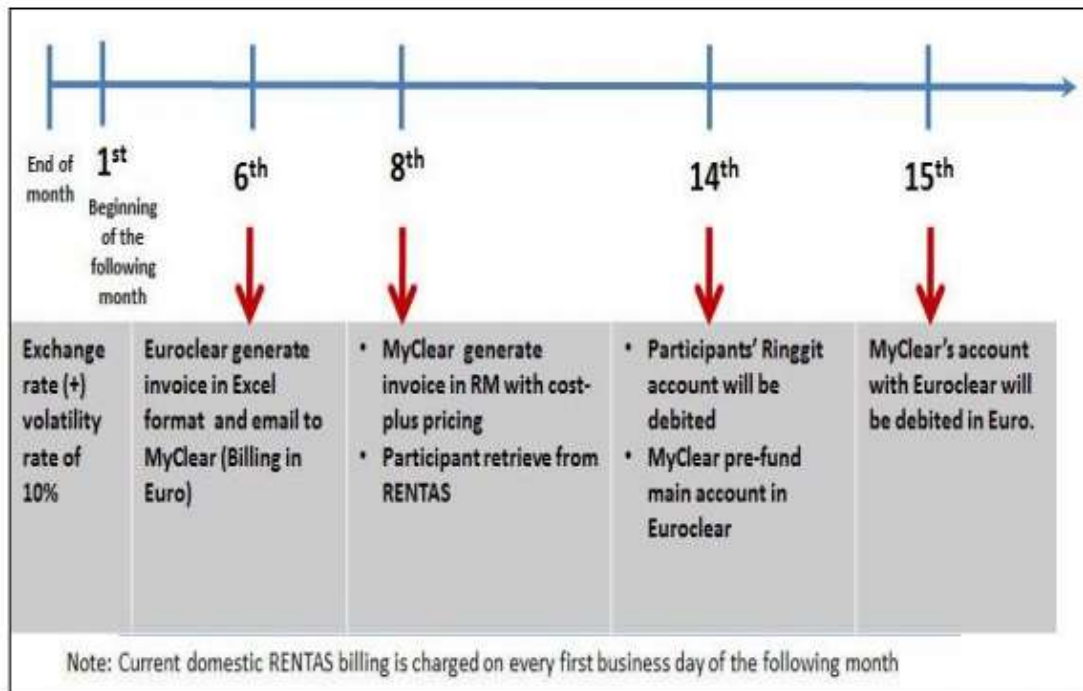 End of
month
1st
Beginning
of the
following
month
6th
8th
14th
15th
Exchange
rate (+)
volatility
rate of
10%
Euroclear generate
invoice in Excel
format and email to
MyClear (Billing in
Euro)
• MyClear generate
invoice in RM with cost-
plus pricing
• Participant retrieve from
RENTAS
• Participants' Ringgit
account will be
debited
• MyClear pre-fund
main account in
Euroclear
MyClear's account
with Euroclear will
be debited in Euro.
Note: Current domestic RENTAS billing is charged on every first business day of the following month